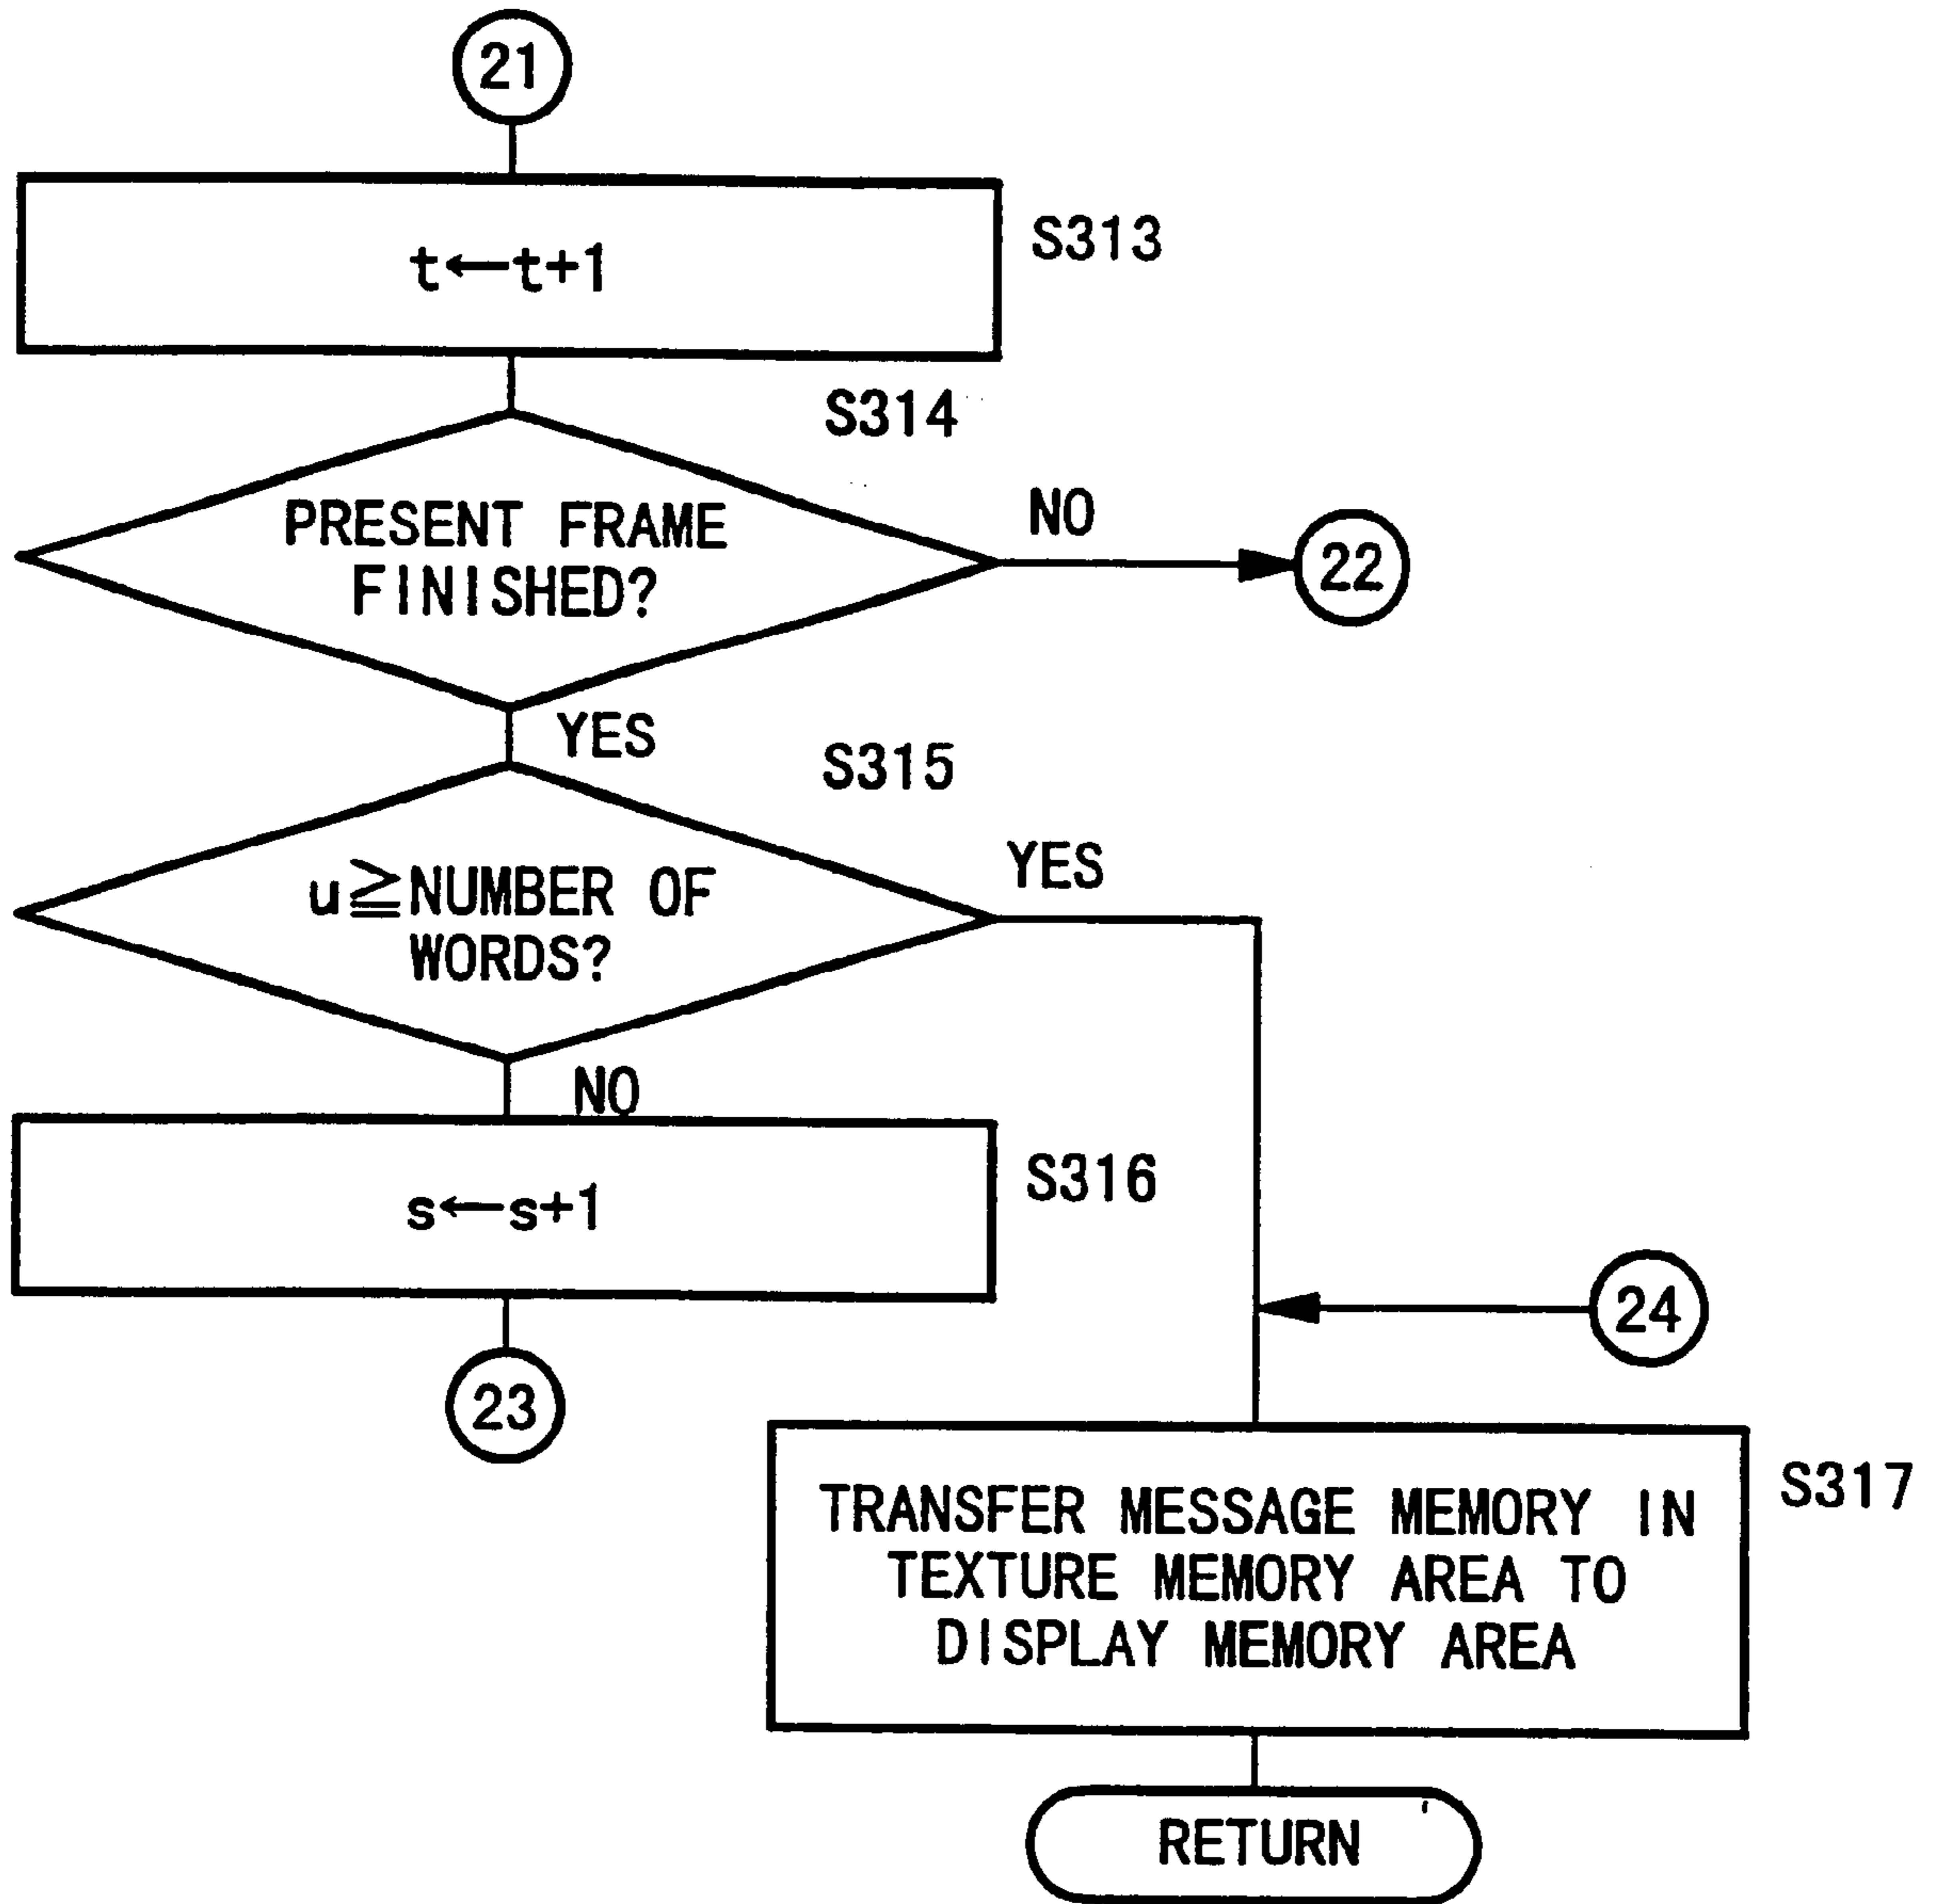 21
t←t+1
S313
S314
PRESENT FRAME
FINISHED?
NO
22
YES
S315
u≧NUMBER OF
WORDS?
YES
NO
s←s+1
S316
24
23
TRANSFER MESSAGE MEMORY IN
TEXTURE MEMORY AREA TO
DISPLAY MEMORY AREA
S317
RETURN